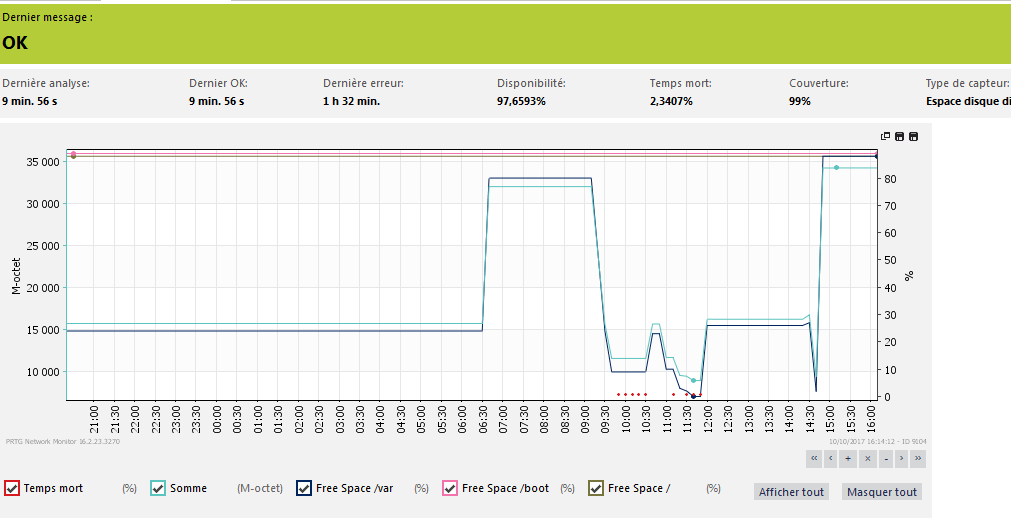 Dernier message :
OK
Dernière analyse: Dernier OK: Dernière erreur: Disponibilité: Temps mort: Couverture: Type de capteur:
9 min. 56 s 9 min. 56 s 1 h 32 min. 97,6593% 2,3407% 99% Espace disque di
35 000
30 000
25 000
20 000
15 000
10 000
M-octet
80
70
60
50
40
30
20
10
0
%
21:00 21:30 22:00 22:30 23:00 23:30 00:00 00:30 01:00 01:30 02:00 02:30 03:00 03:30 04:00 04:30 05:00 05:30 06:00 06:30 07:00 07:30 08:00 08:30 09:00 09:30 10:00 10:30 11:00 11:30 12:00 12:30 13:00 13:30 14:00 14:30 15:00 15:30 16:00
PRTG Network Monitor 16.2.23.3270 10/10/2017 16:14:12 - ID 9104
« ‹ + × - › »
Temps mort (%) Somme (M-octet) Free Space /var (%) Free Space /boot (%) Free Space / (%) Afficher tout Masquer tout